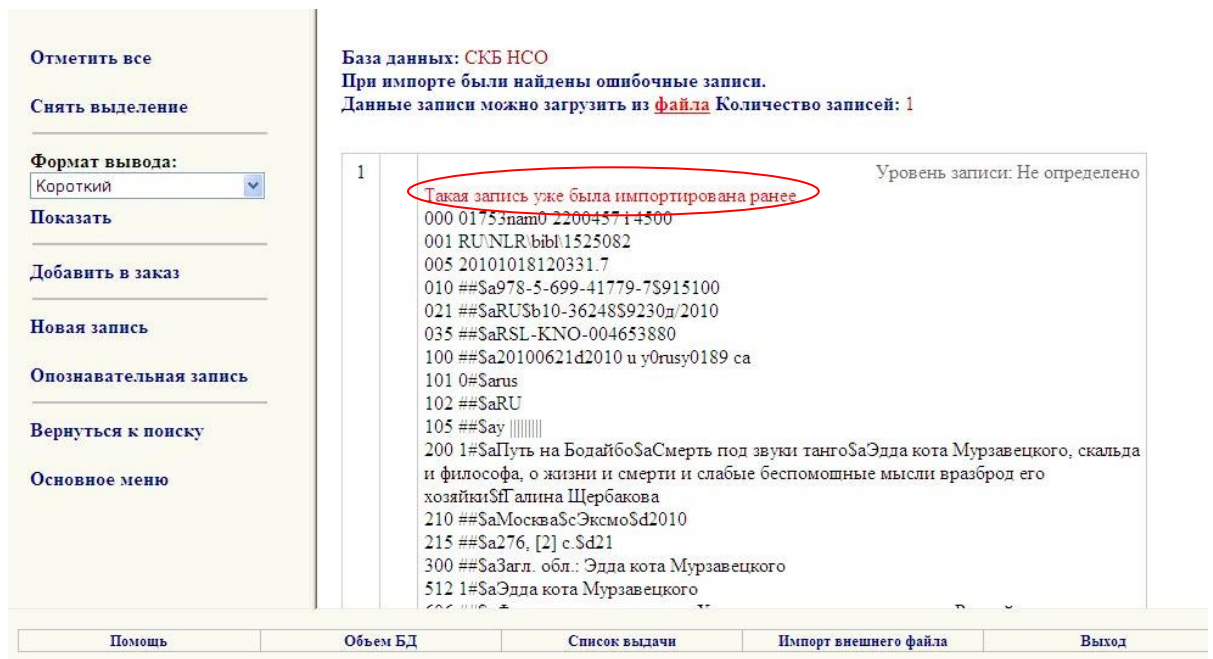 Отметить все
Снять выделение
Формат вывода:
Короткий
Показать
Добавить в заказ
Новая запись
Опознавательная запись
Вернуться к поиску
Основное меню
База данных: СКБ НСО
При импорте были найдены ошибочные записи.
Данные записи можно загрузить из файла Количество записей: 1
1
Уровень записи: Не определено
Такая запись уже была импортирована ранее
000 01753nam0 2200457 i 4500
001 RU\NLR\bibl\1525082
005 20101018120331.7
010 ##$a978-5-699-41779-7$915100
021 ##$aRU$b10-36248$9230д/2010
035 ##$aRSL-KNO-004653880
100 ##$a20100621d2010 u y0rusy0189 ca
101 0#$arus
102 ##$aRU
105 ##$ay |||||||||
200 1#$aПуть на Бодайбо$aСмерть под звуки танго$aЭдда кота Мурзавецкого, скальда
и философа, о жизни и смерти и слабые беспомощные мысли вразброд его
хозяйки$fГалина Щербакова
210 ##$aМосква$cЭксмо$d2010
215 ##$a276, [2] с.$d21
300 ##$aЗагл. обл.: Эдда кота Мурзавецкого
512 1#$aЭдда кота Мурзавецкого
Помощь
Объем БД
Список выдачи
Импорт внешнего файла
Выход